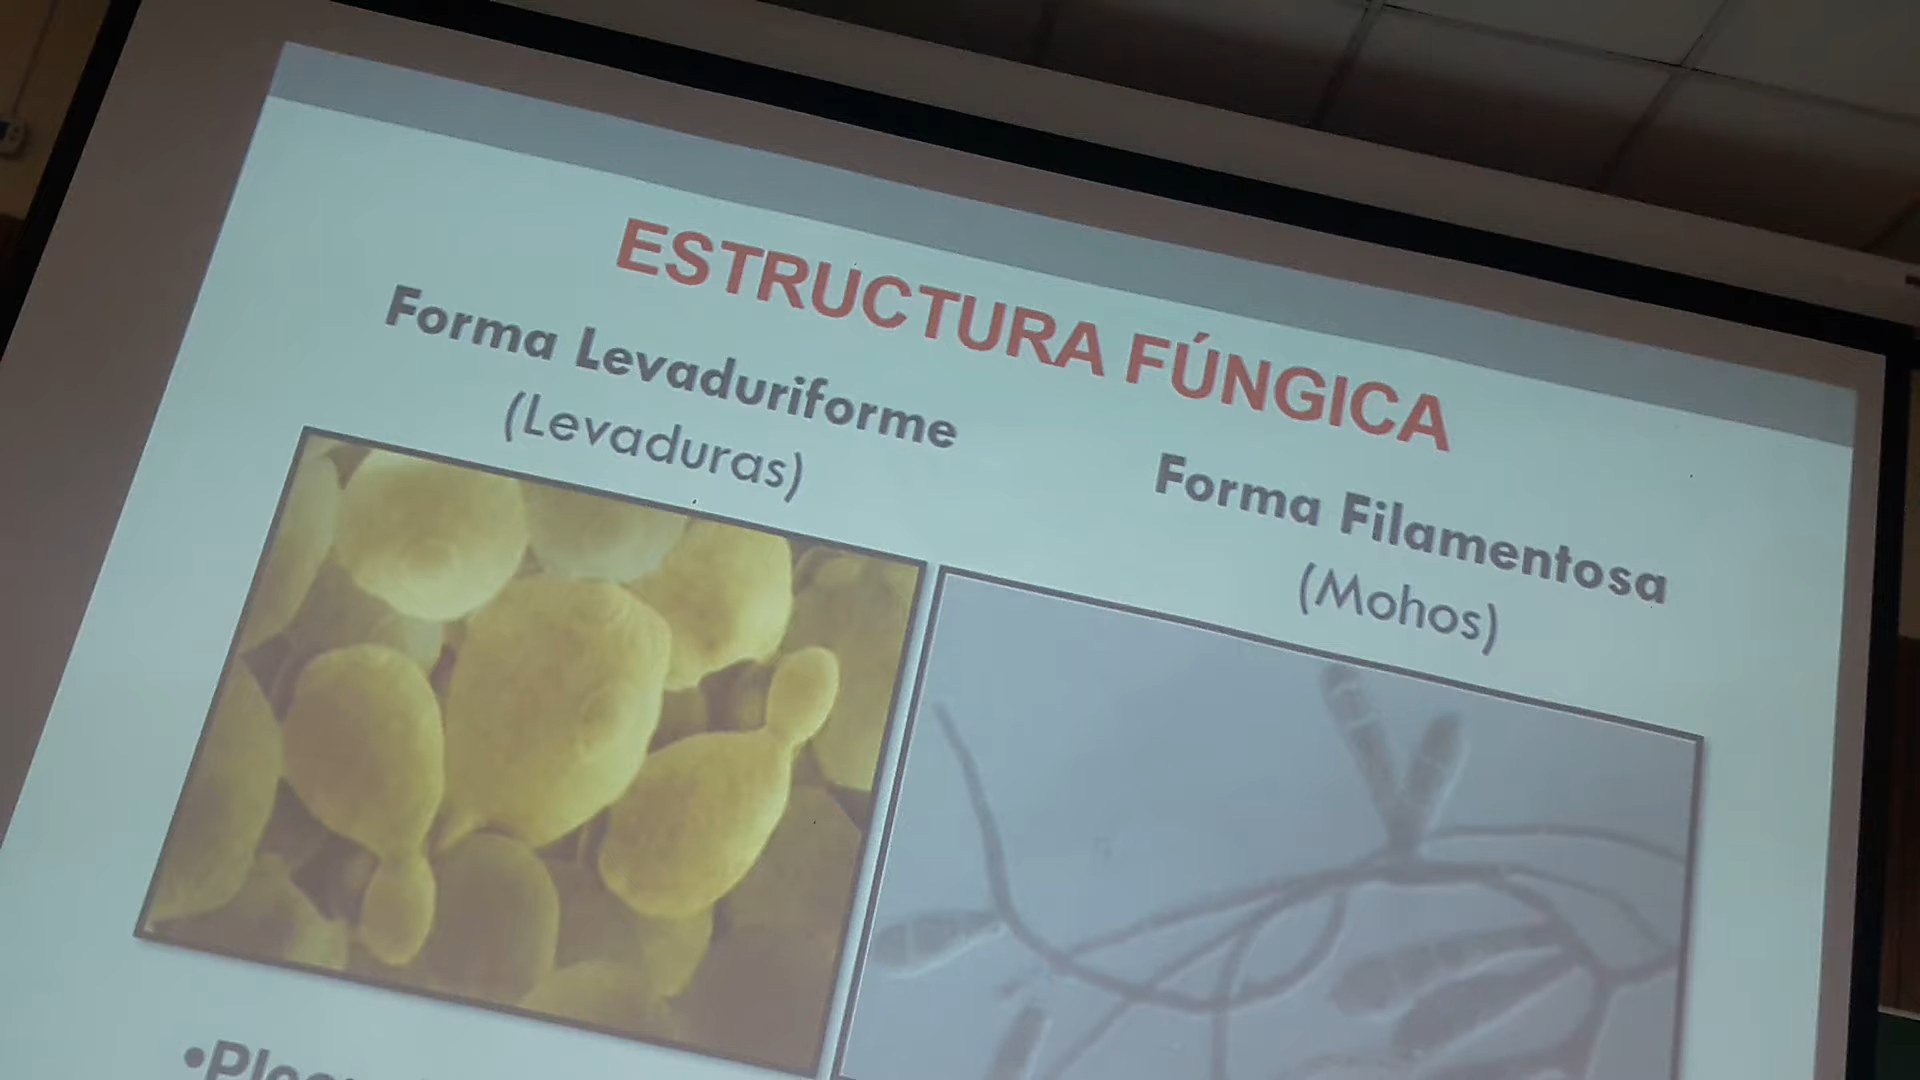 ESTRUCTURA FÚNGICA
Forma Levaduriforme
(Levaduras)
Forma Filamentosa
(Mohos)